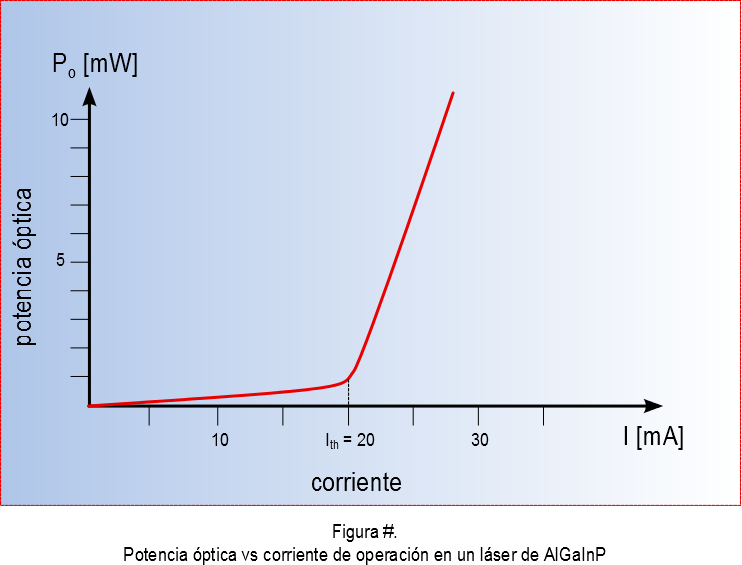 Pₒ [mW]
10
potencia óptica
5
10
Iₜₕ = 20
30
I [mA]
corriente
Figura #.
Potencia óptica vs corriente de operación en un láser de AlGaInP